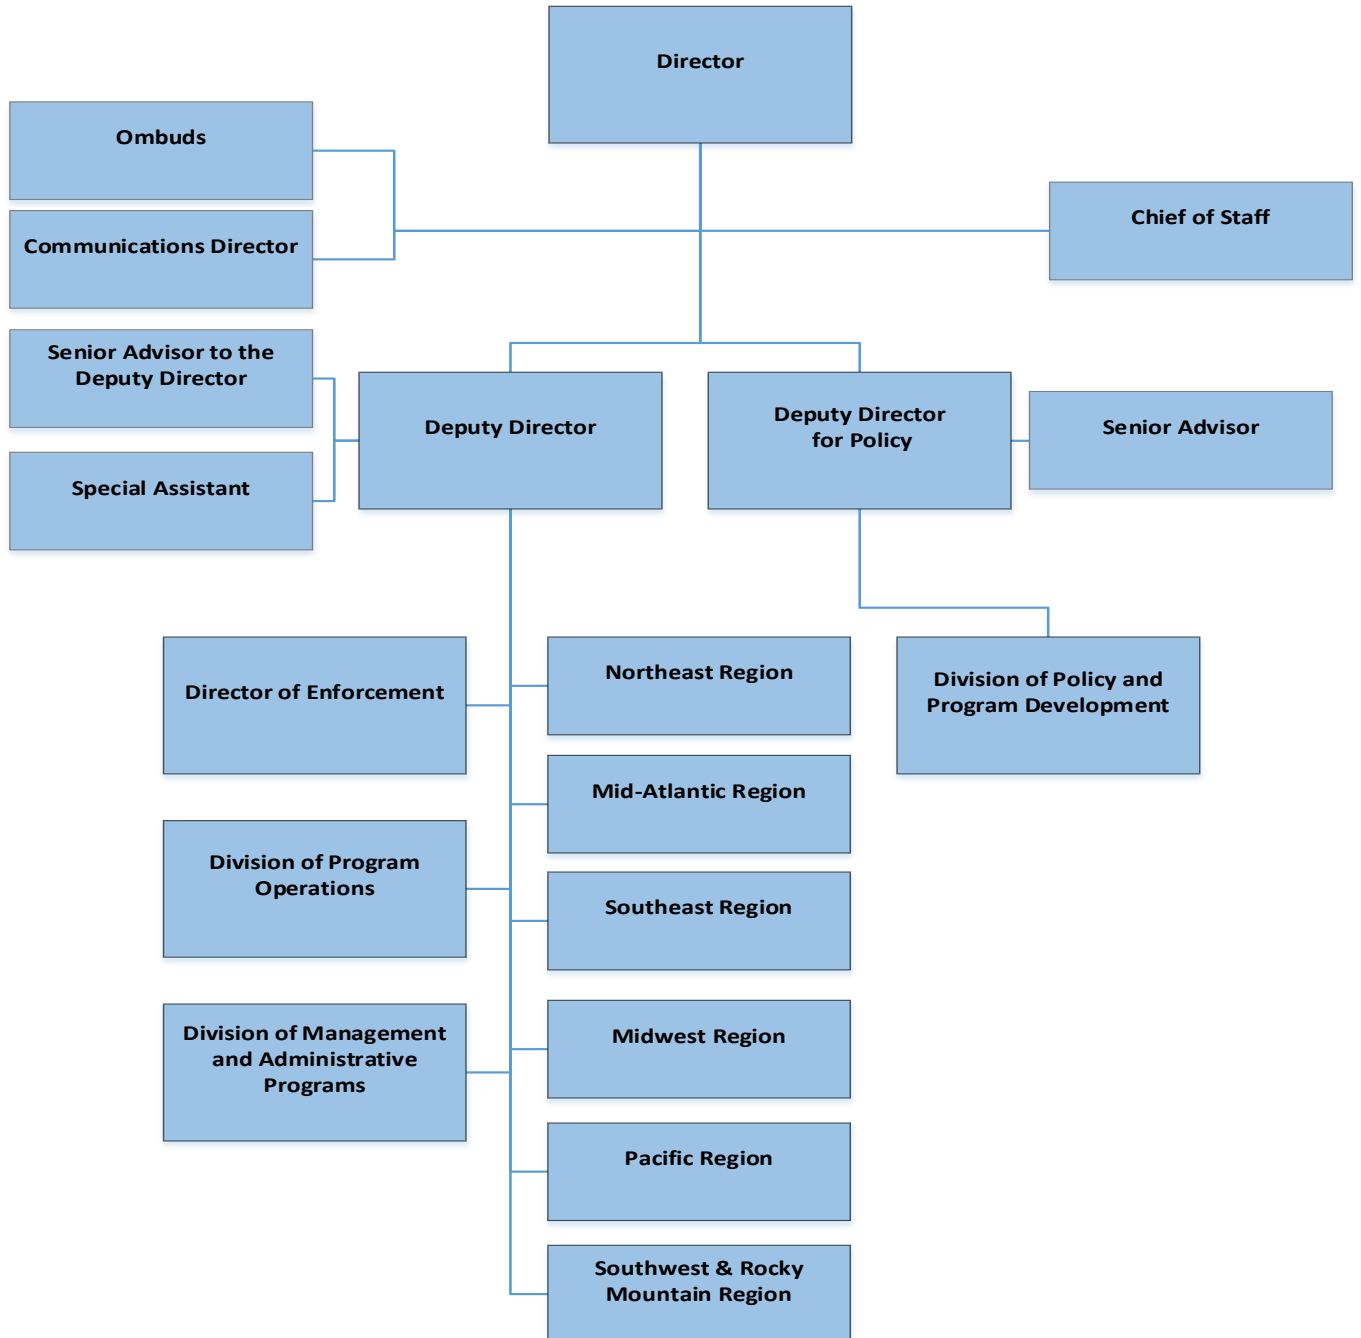 Director
Ombuds
Communications Director
Chief of Staff
Senior Advisor to the
Deputy Director
Special Assistant
Deputy Director
Deputy Director
for Policy
Senior Advisor
Director of Enforcement
Division of Program
Operations
Division of Management
and Administrative
Programs
Northeast Region
Mid-Atlantic Region
Southeast Region
Midwest Region
Pacific Region
Southwest & Rocky
Mountain Region
Division of Policy and
Program Development